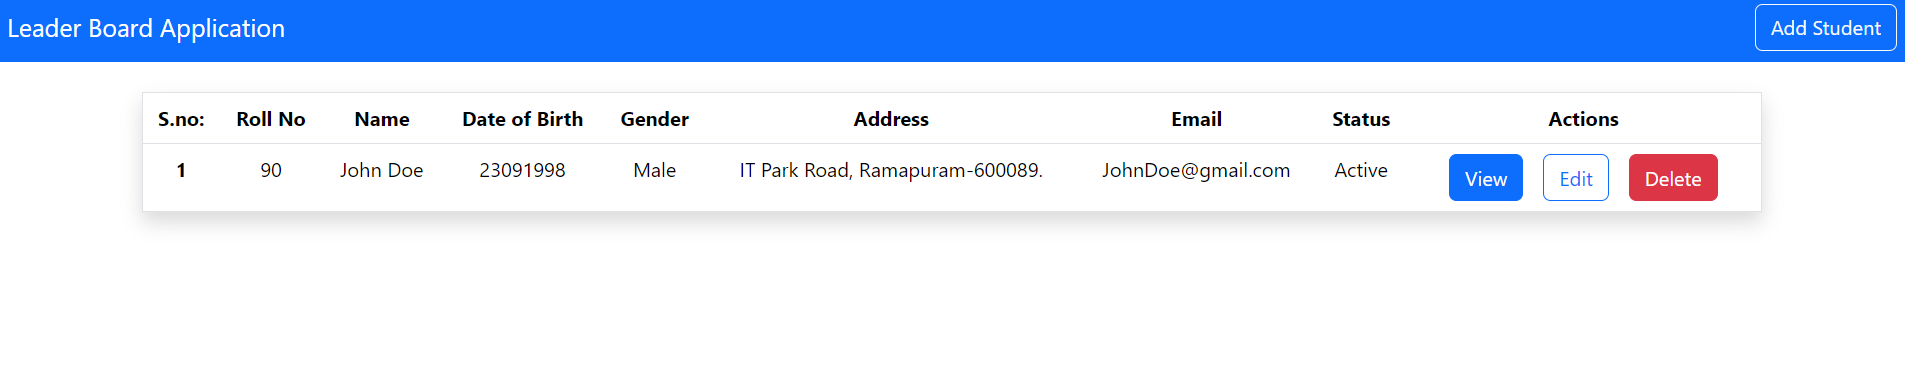 Leader Board Application Add Student
S.no: Roll No Name Date of Birth Gender Address Email Status Actions
1 90 John Doe 23091998 Male IT Park Road, Ramapuram-600089. JohnDoe@gmail.com Active View Edit Delete